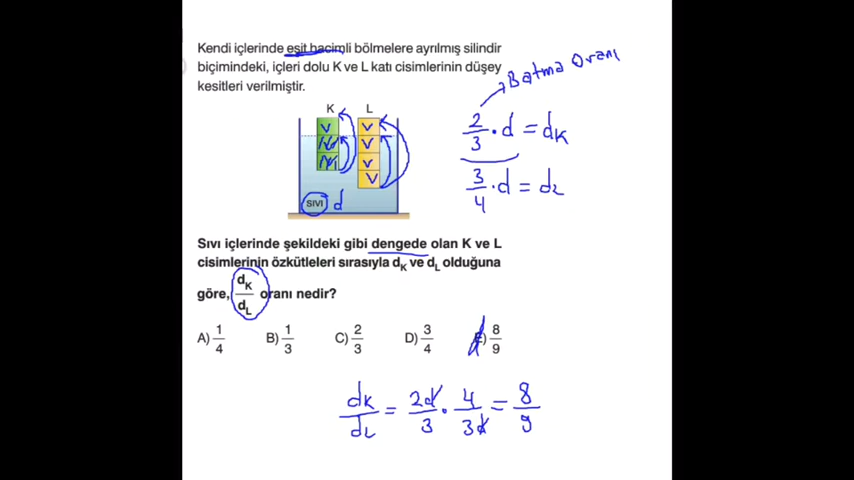 Kendi içlerinde eşit hacimli bölmelere ayrılmış silindir
biçimindeki, içleri dolu K ve L katı cisimlerinin düşey
kesitleri verilmiştir.
Batma Oranı
K L
V V
V
V
V
SIVI d
2/3 . d = dK
3/4 . d = dL
Sıvı içlerinde şekildeki gibi dengede olan K ve L
cisimlerinin özkütleleri sırasıyla dK ve dL olduğuna
göre, dK/dL oranı nedir?
A) 1/4 B) 1/3 C) 2/3 D) 3/4 E) 8/9
dK/dL = 2d/3 . 4/3d = 8/9